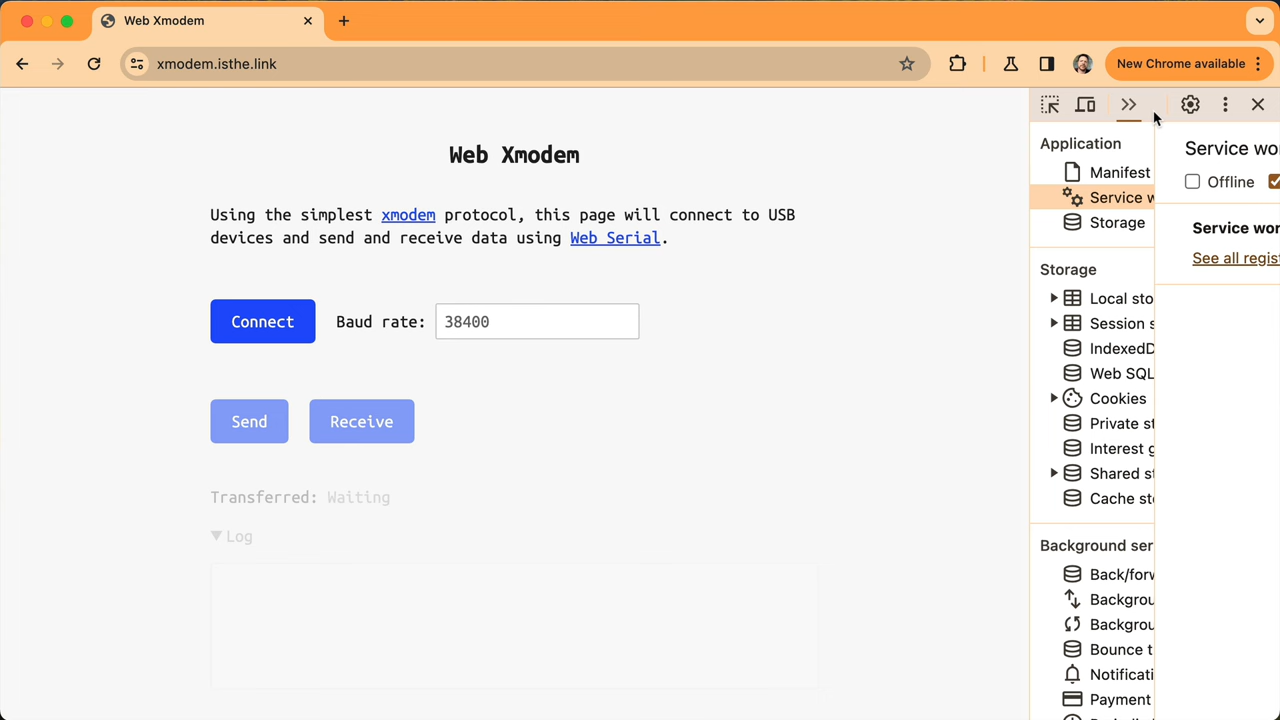 Web Xmodem
xmodem.isthe.link
New Chrome available
Web Xmodem
Using the simplest xmodem protocol, this page will connect to USB
devices and send and receive data using Web Serial.
Connect
Baud rate:
38400
Send
Receive
Transferred: Waiting
Log
Application
Manifest
Service w
Storage
Storage
Local sto
Session s
IndexedD
Web SQL
Cookies
Private st
Interest g
Shared st
Cache sto
Background ser
Back/forw
Backgrou
Backgrou
Bounce t
Notificati
Payment
Service wo
Offline
Service wor
See all regist